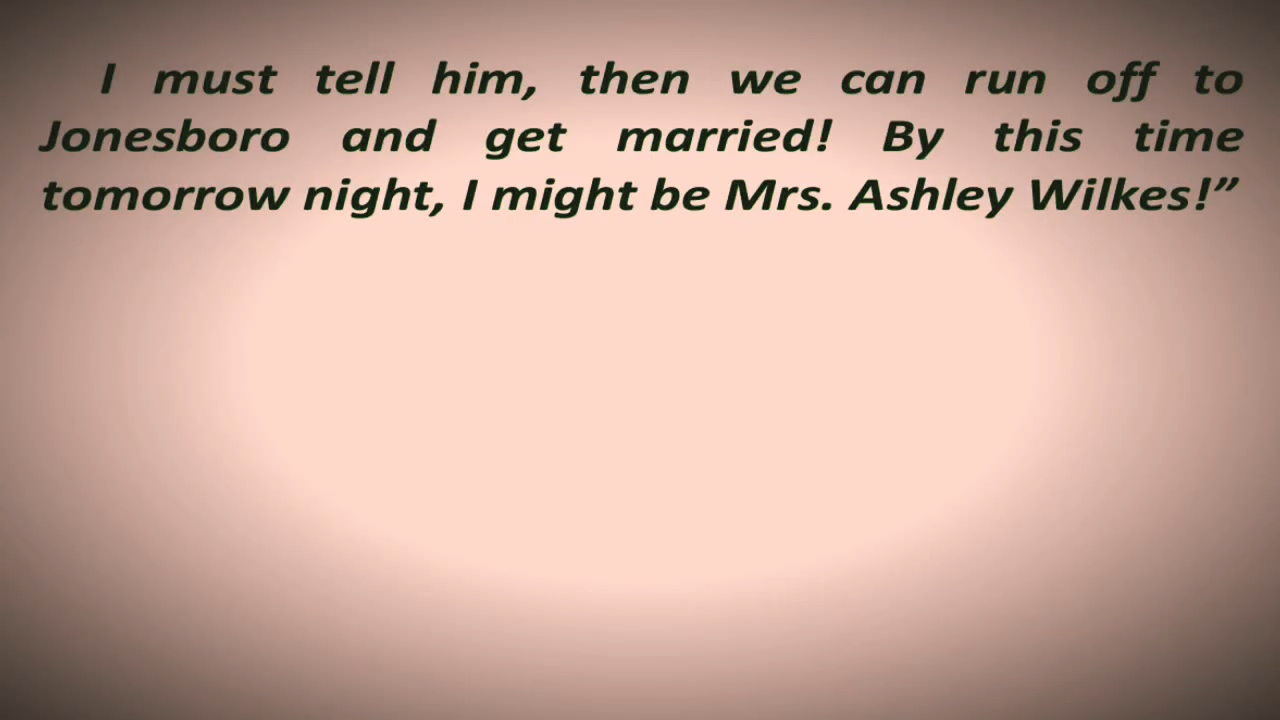 I must tell him, then we can run off to
Jonesboro and get married! By this time
tomorrow night, I might be Mrs. Ashley Wilkes!”